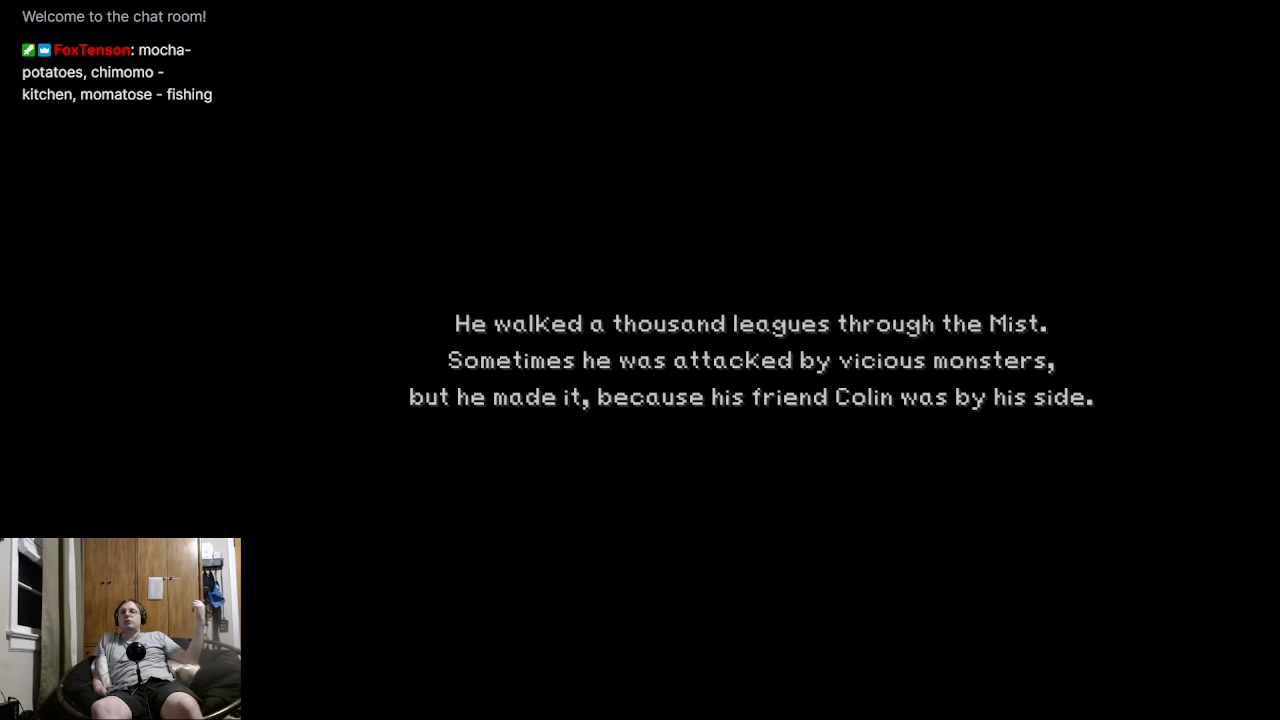 Welcome to the chat room!
FoxTenson: mocha-
potatoes, chimomo -
kitchen, momatose - fishing
He walked a thousand leagues through the Mist.
Sometimes he was attacked by vicious monsters,
but he made it, because his friend Colin was by his side.